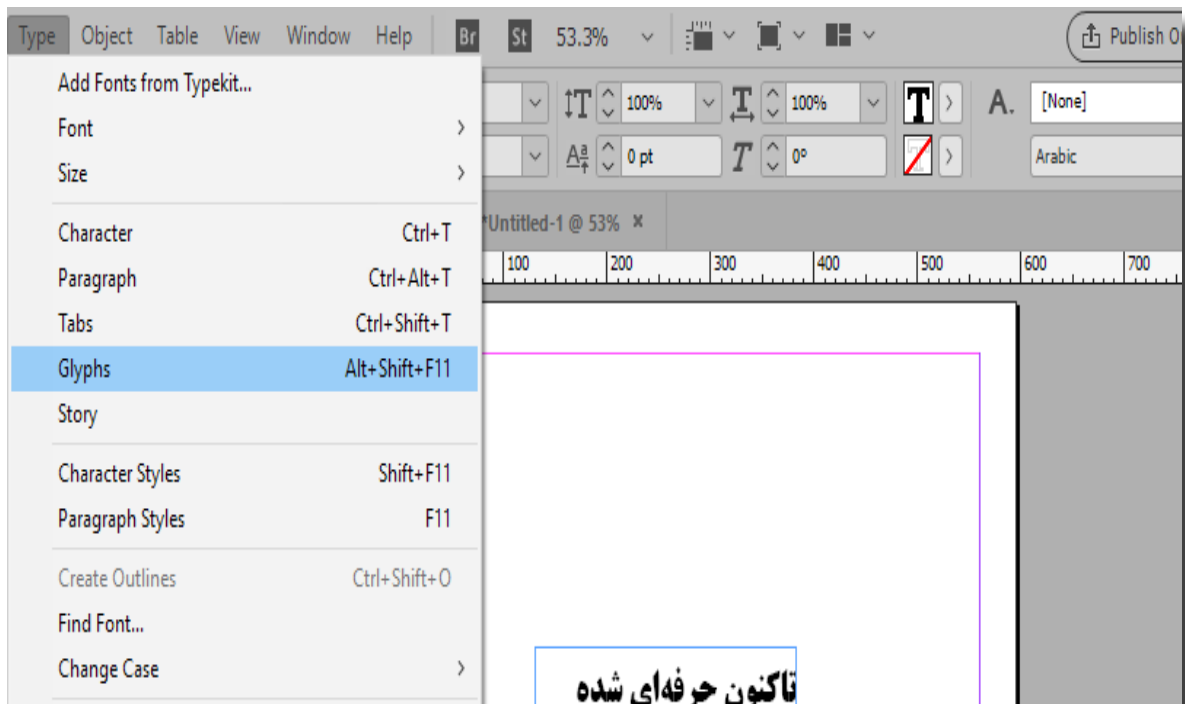 Type Object Table View Window Help Br St 53.3% Publish O
Add Fonts from Typekit...
Font
Size
Character Ctrl+T
Paragraph Ctrl+Alt+T
Tabs Ctrl+Shift+T
Glyphs Alt+Shift+F11
Story
Character Styles Shift+F11
Paragraph Styles F11
Create Outlines Ctrl+Shift+O
Find Font...
Change Case
100% 100% A. [None]
0 pt 0° Arabic
*Untitled-1 @ 53%
100 200 300 400 500 600 700
تاکنون حرفه‌ای شده